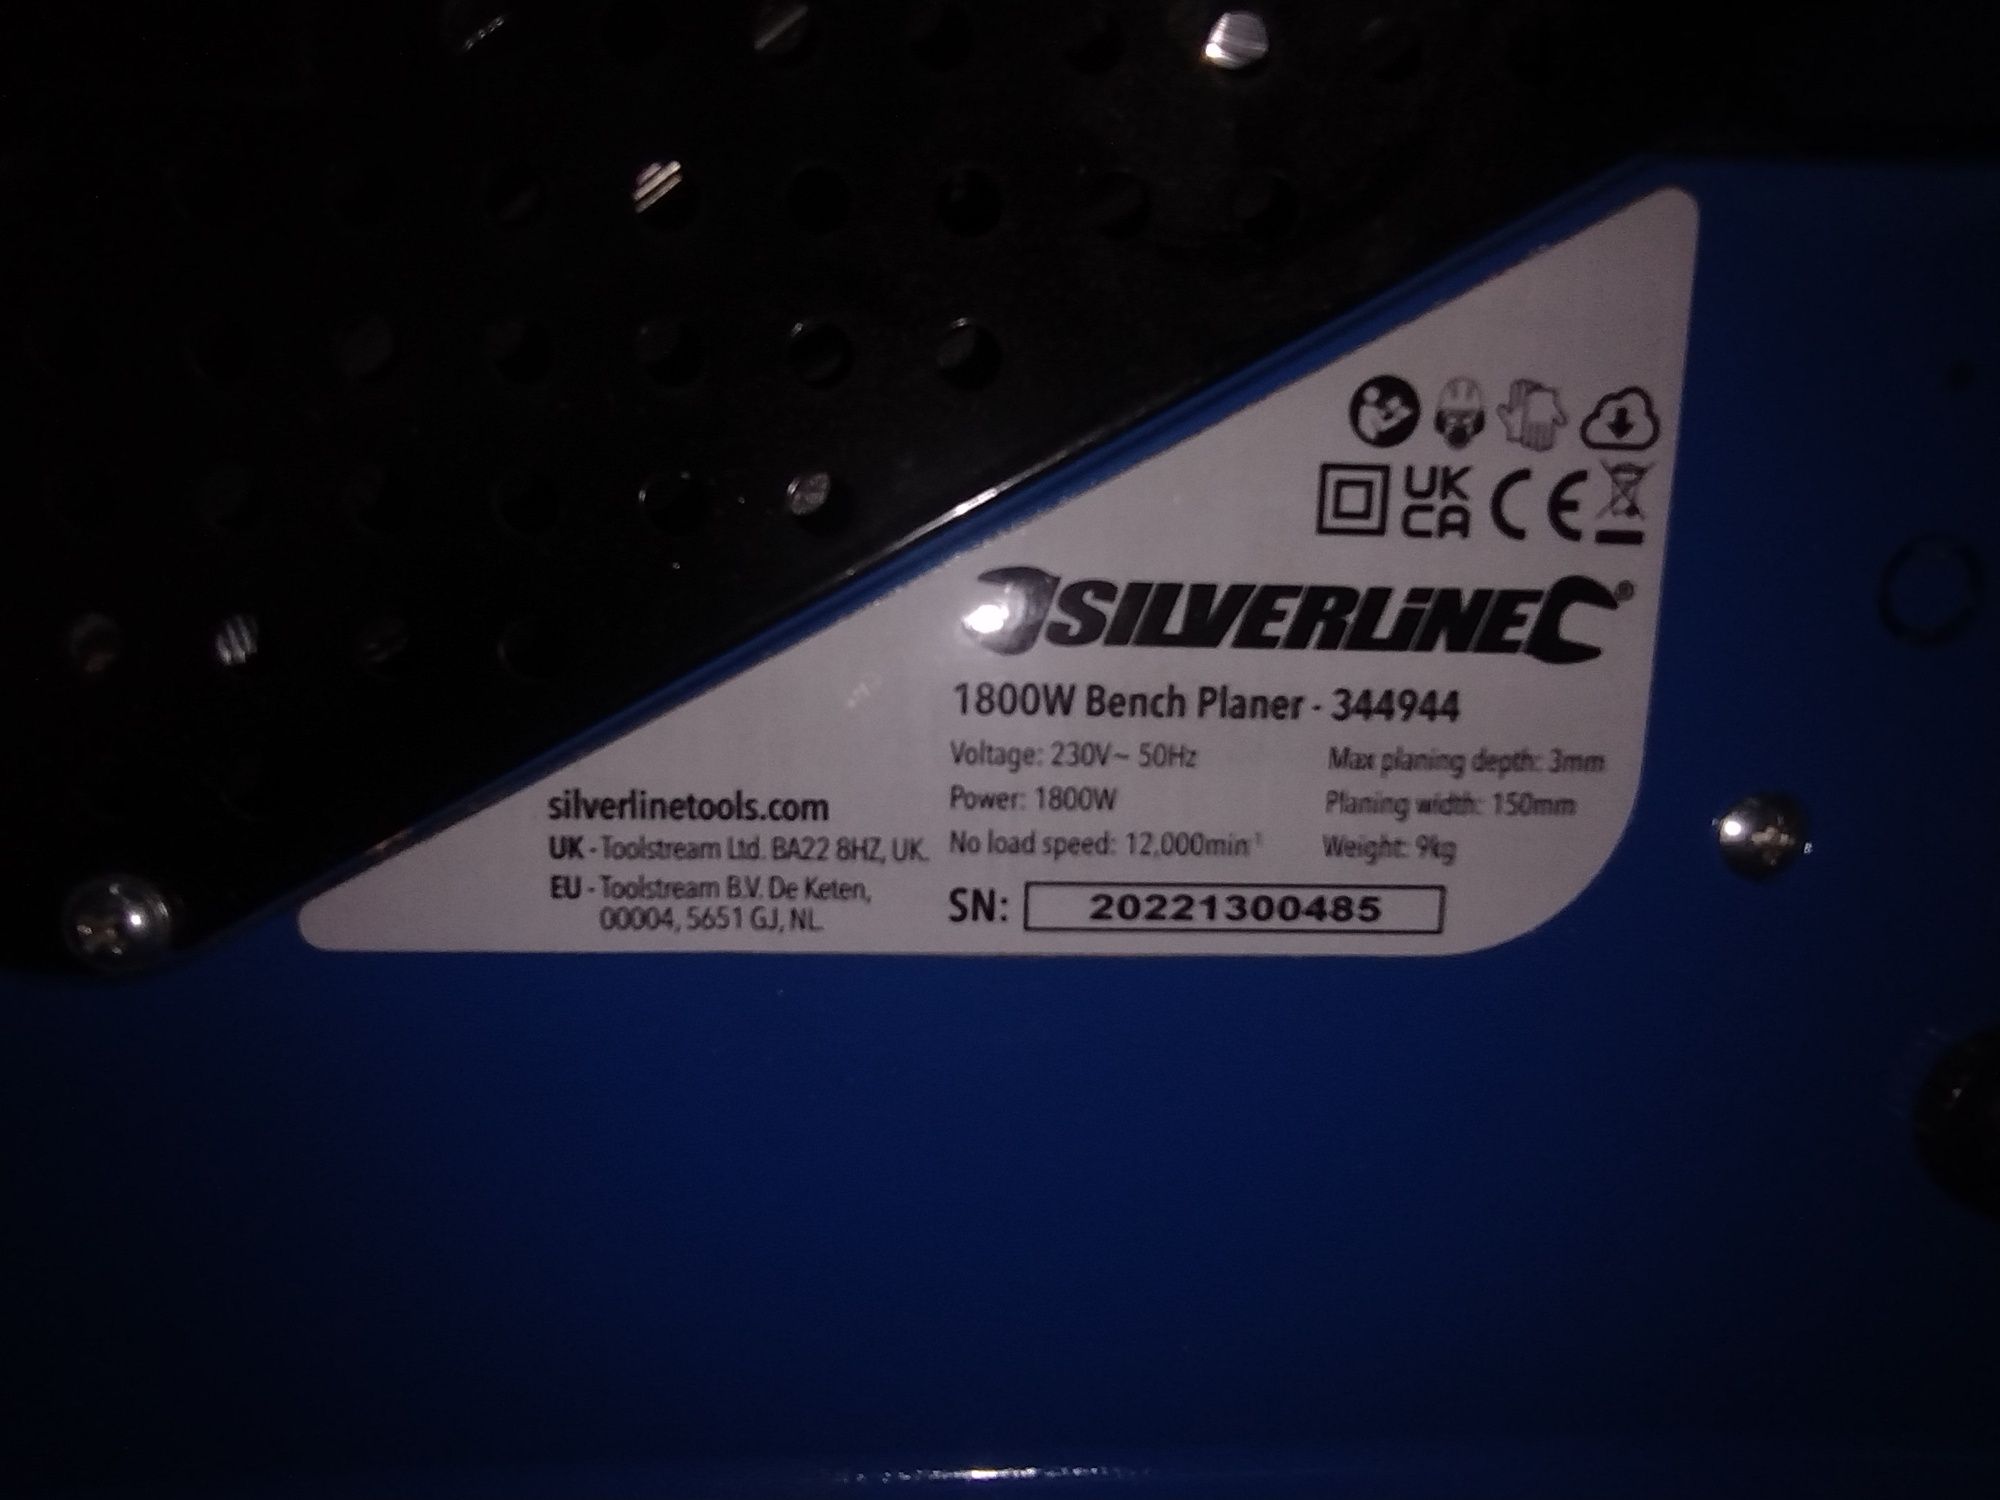 UK
CA
CE
SILVERLINE®
1800W Bench Planer - 344944
Voltage: 230V~ 50Hz
Max planing depth: 3mm
Power: 1800W
Planing width: 150mm
No load speed: 12,000min⁻¹
Weight: 9kg
SN: 20221300485
silverlinetools.com
UK - Toolstream Ltd. BA22 8HZ, UK.
EU - Toolstream B.V. De Keten,
00004, 5651 GJ, NL.